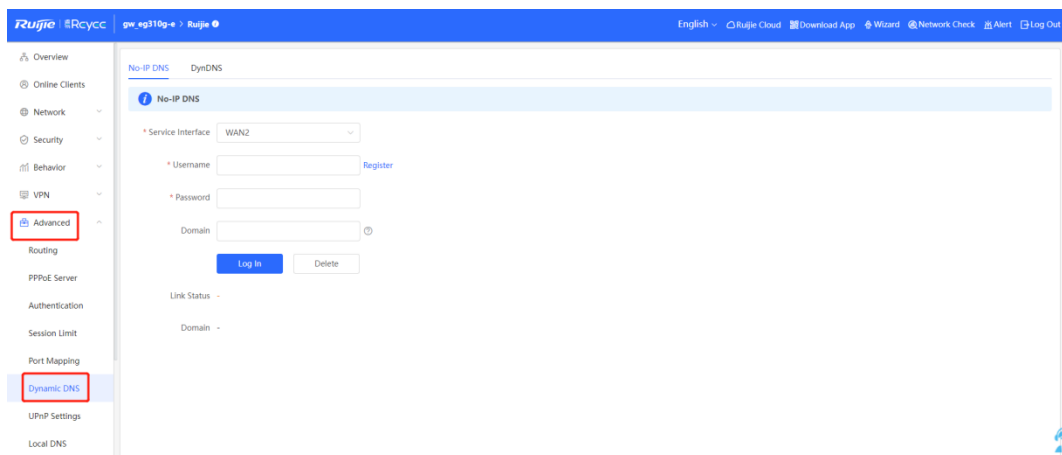 Ruijie | Rcycc gw_eg310g-e > Ruijie English Ruijie Cloud Download App Wizard Network Check Alert Log Out
Overview
Online Clients
Network
Security
Behavior
VPN
Advanced
Routing
PPPoE Server
Authentication
Session Limit
Port Mapping
Dynamic DNS
UPnP Settings
Local DNS
No-IP DNS DynDNS
No-IP DNS
* Service Interface WAN2
* Username Register
* Password
Domain
Log In Delete
Link Status -
Domain -